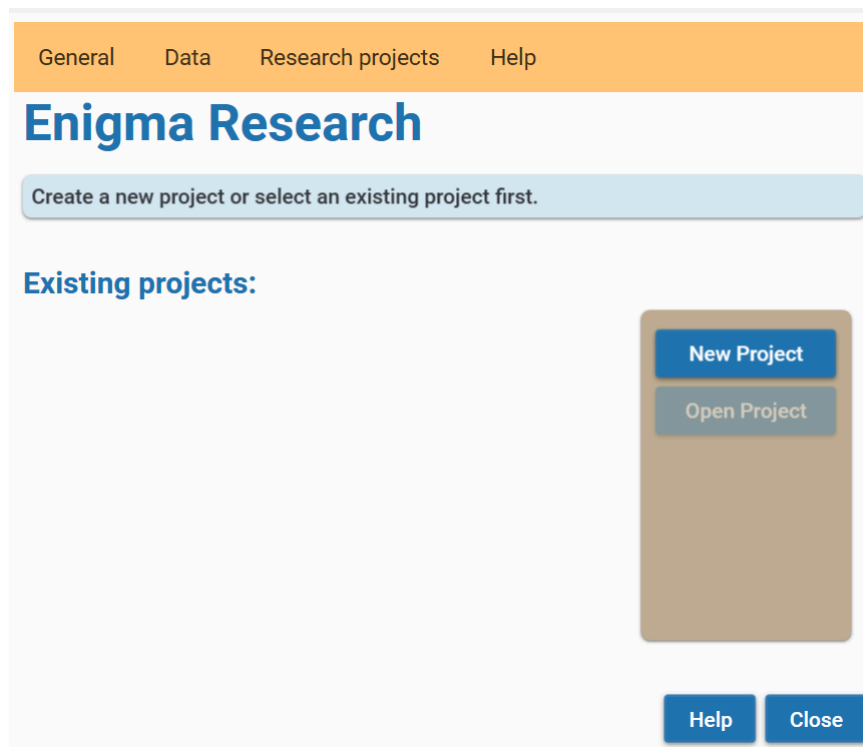 General Data Research projects Help
Enigma Research
Create a new project or select an existing project first.
Existing projects:
New Project
Open Project
Help Close